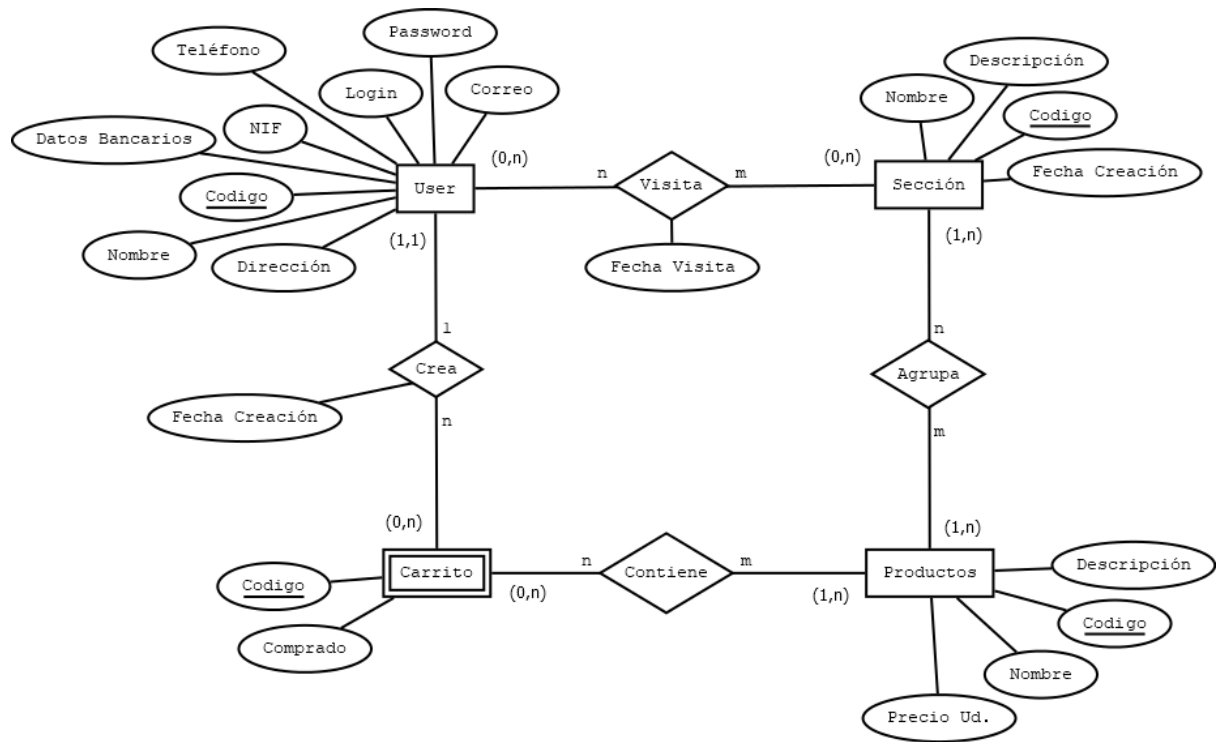 Password
Teléfono
Descripción
Login
Correo
Nombre
NIF
Codigo
Datos Bancarios
(0,n)
(0,n)
Fecha Creación
n
Visita
m
User
Sección
Codigo
(1,1)
(1,n)
Nombre
Dirección
Fecha Visita
l
n
Crea
Agrupa
Fecha Creación
n
m
(0,n)
(1,n)
n
m
Descripción
Carrito
Contiene
Productos
Codigo
(0,n)
(1,n)
Codigo
Comprado
Nombre
Precio Ud.